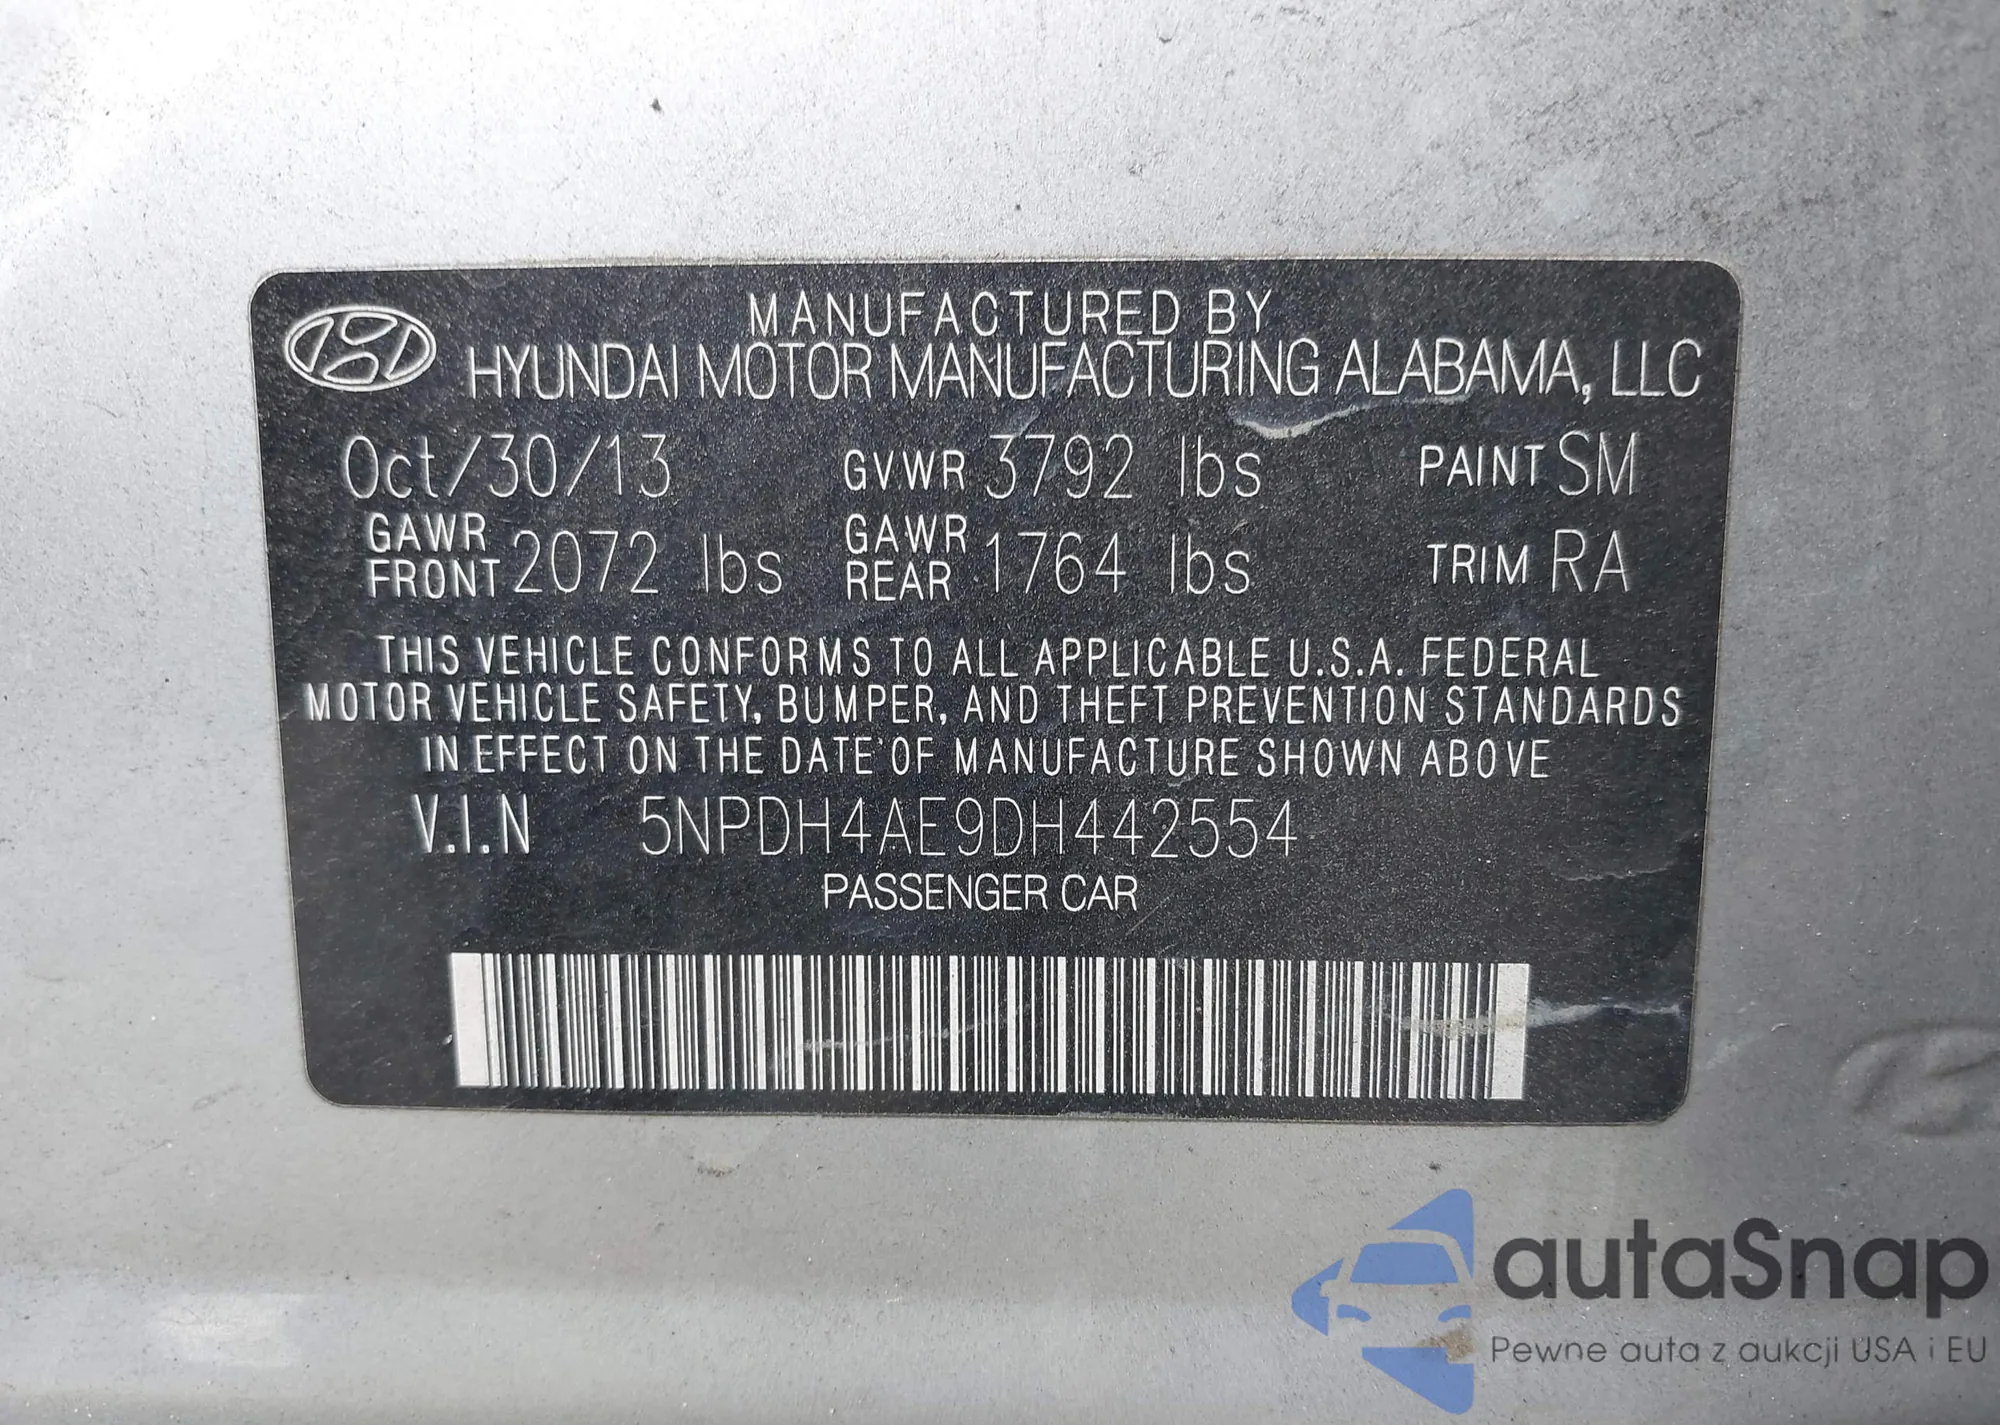 MANUFACTURED BY
HYUNDAI MOTOR MANUFACTURING ALABAMA, LLC
Oct/30/13 GVWR 3792 lbs PAINT SM
GAWR FRONT 2072 lbs GAWR REAR 1764 lbs TRIM RA
THIS VEHICLE CONFORMS TO ALL APPLICABLE U.S.A. FEDERAL
MOTOR VEHICLE SAFETY, BUMPER, AND THEFT PREVENTION STANDARDS
IN EFFECT ON THE DATE OF MANUFACTURE SHOWN ABOVE
V.I.N 5NPDH4AE9DH442554
PASSENGER CAR
autaSnap
Pewne auta z aukcji USA i EU